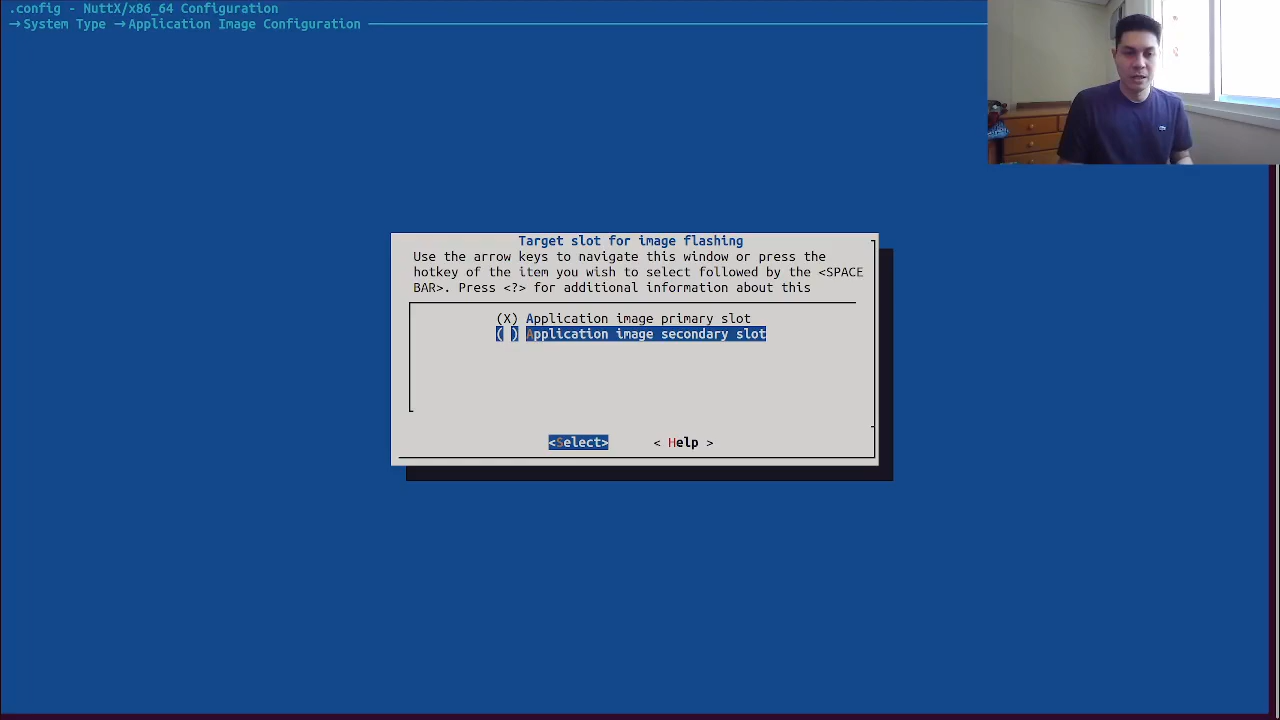 .config - NuttX/x86_64 Configuration
→System Type →Application Image Configuration
Target slot for image flashing
Use the arrow keys to navigate this window or press the
hotkey of the item you wish to select followed by the <SPACE
BAR>. Press <?> for additional information about this
(X) Application image primary slot
( ) Application image secondary slot
<Select> < Help >